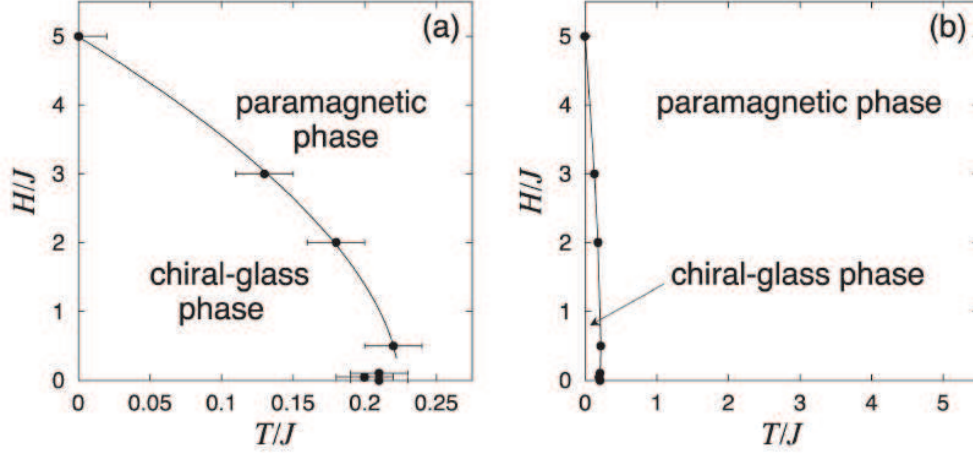 (a)
5
4
3
2
1
0
H/J
paramagnetic
phase
chiral-glass
phase
0 0.05 0.1 0.15 0.2 0.25
T/J
(b)
5
4
3
2
1
0
H/J
paramagnetic phase
chiral-glass phase
0 1 2 3 4 5
T/J